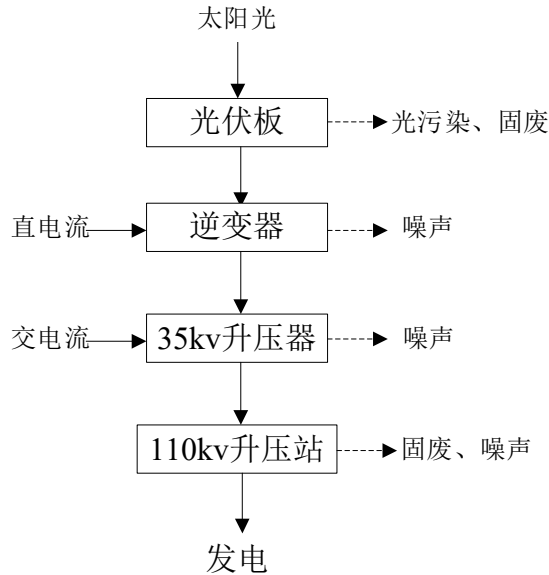 太阳光
光伏板
光污染、固废
直电流
逆变器
噪声
交电流
35kv升压器
噪声
110kv升压站
固废、噪声
发电